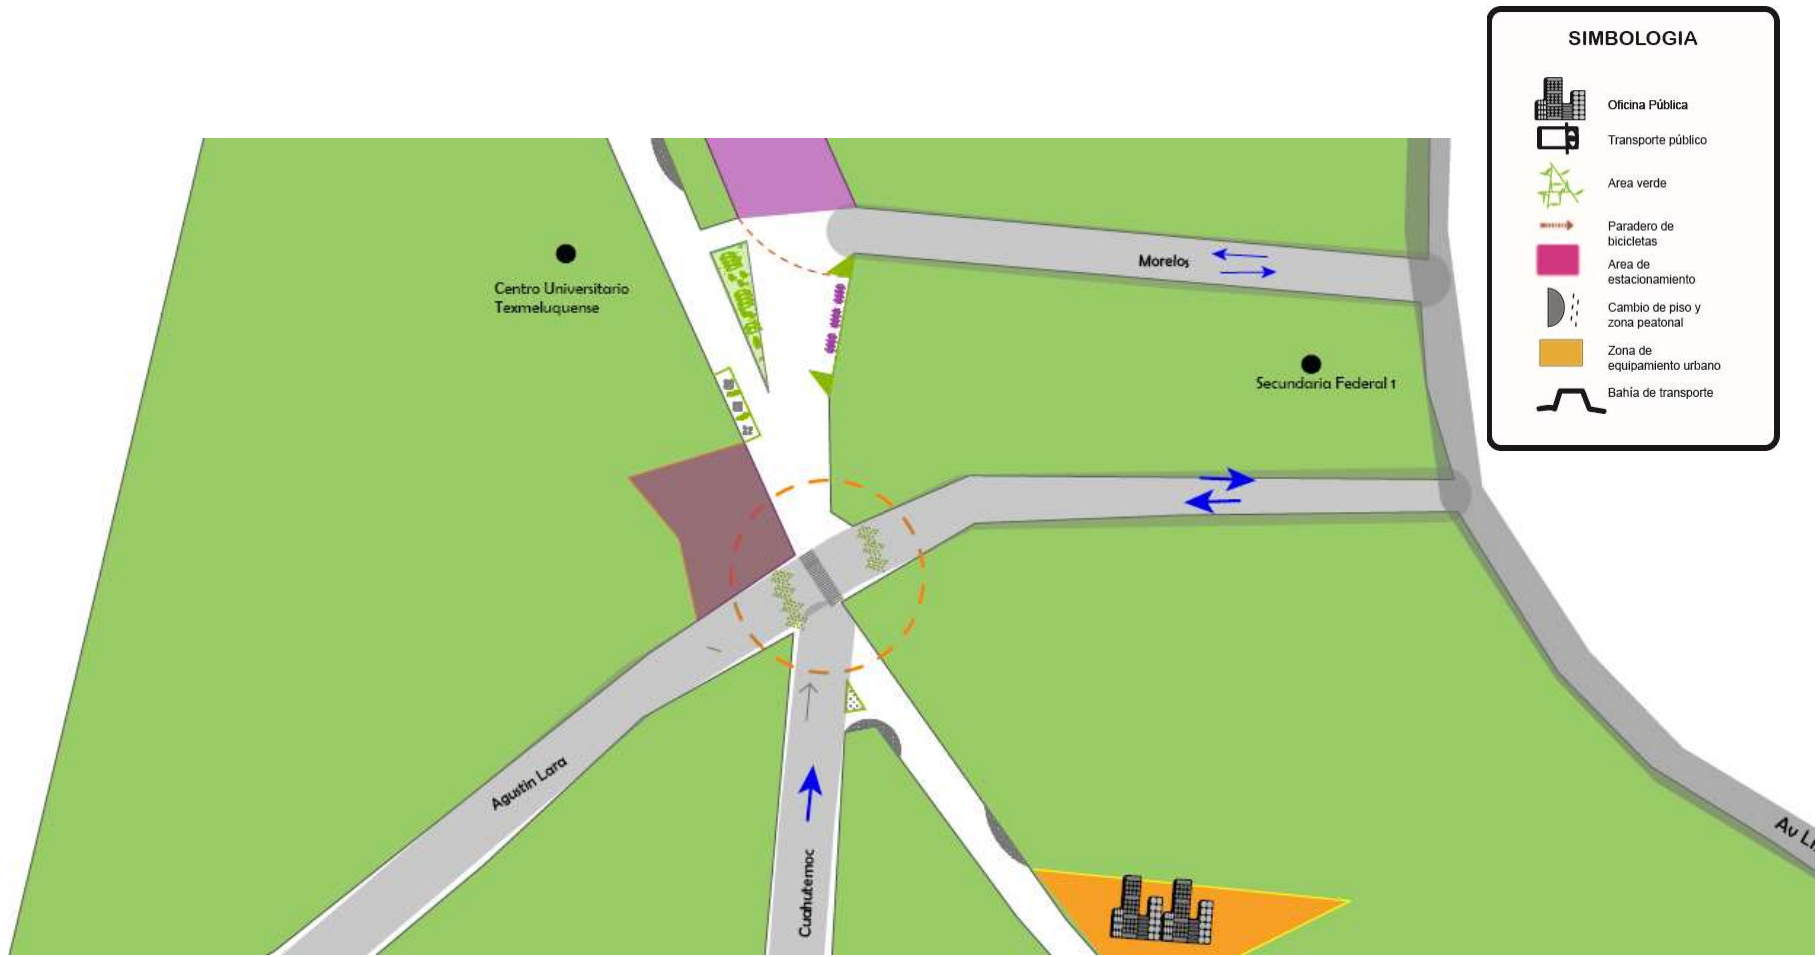 SIMBOLOGIA
Oficina Pública
Transporte público
Area verde
Paradero de
bicicletas
Area de
estacionamiento
Cambio de piso y
zona peatonal
Zona de
equipamiento urbano
Bahía de transporte
Centro Universitario
Texmeluquense
Morelos
Secundaria Federal 1
Agustin Lara
Cuahutemoc
Av